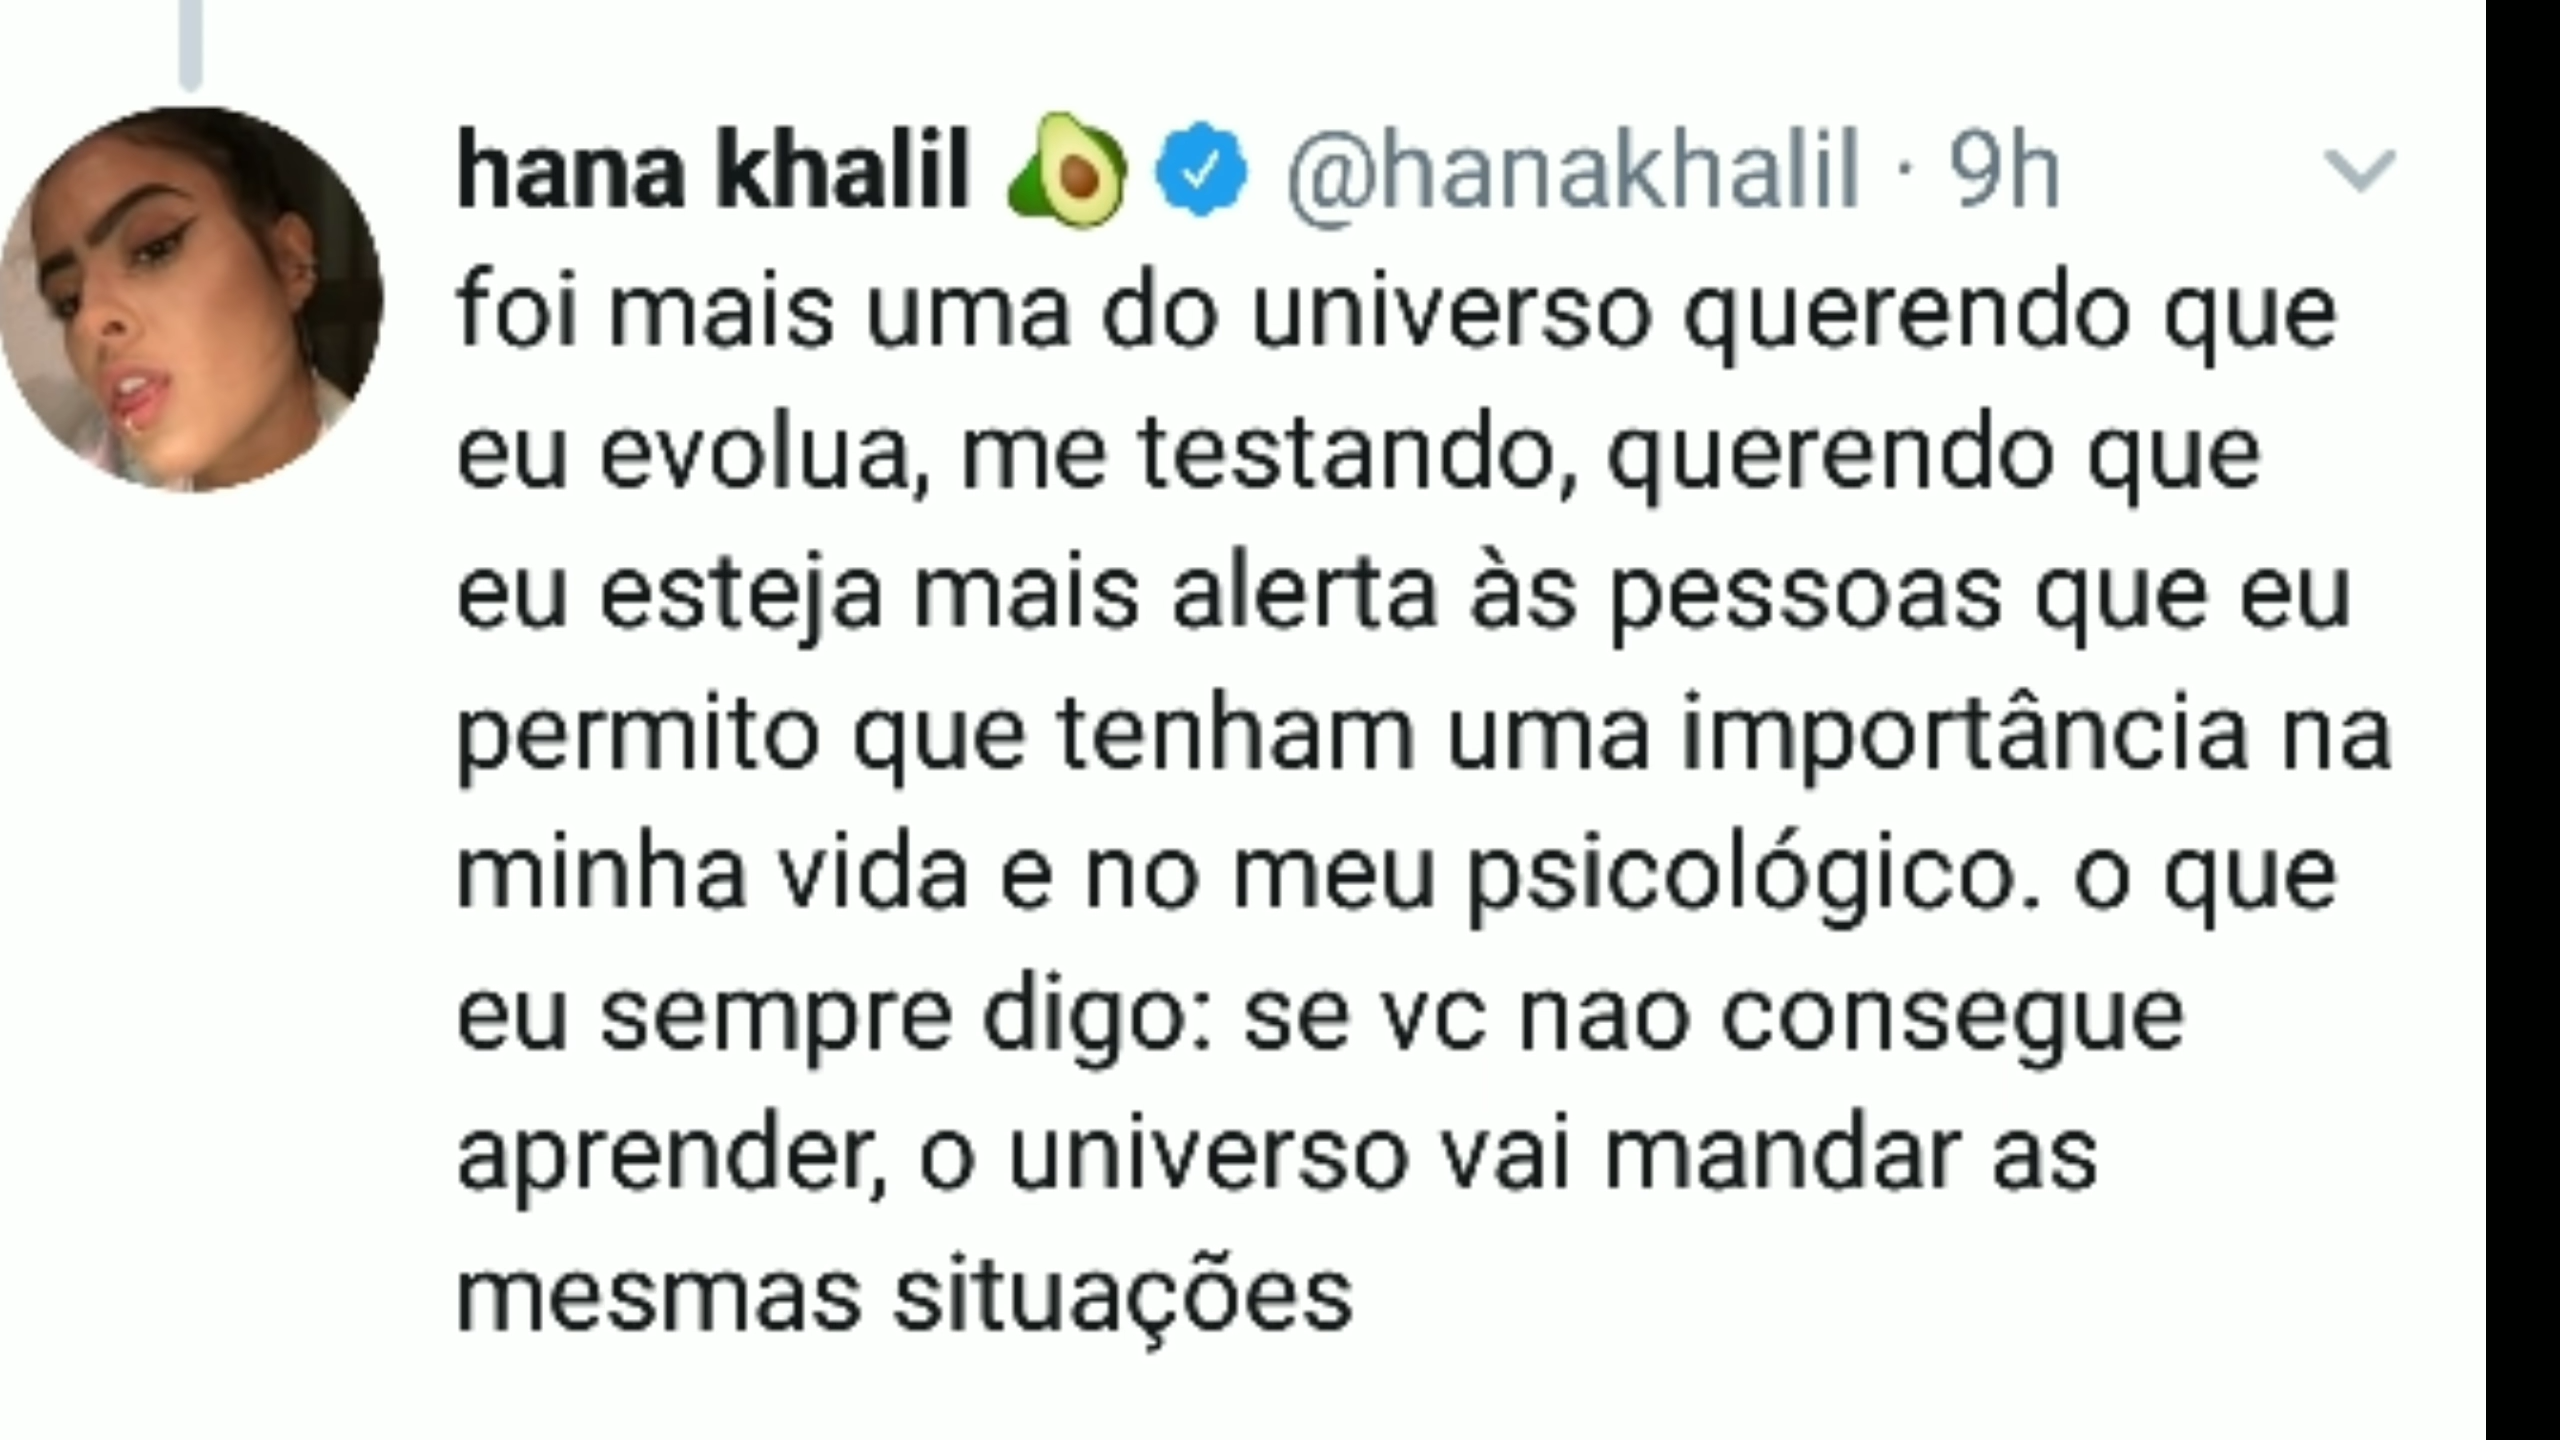 hana khalil 🥑 @hanakhalil · 9h
foi mais uma do universo querendo que
eu evolua, me testando, querendo que
eu esteja mais alerta às pessoas que eu
permito que tenham uma importância na
minha vida e no meu psicológico. o que
eu sempre digo: se vc nao consegue
aprender, o universo vai mandar as
mesmas situações